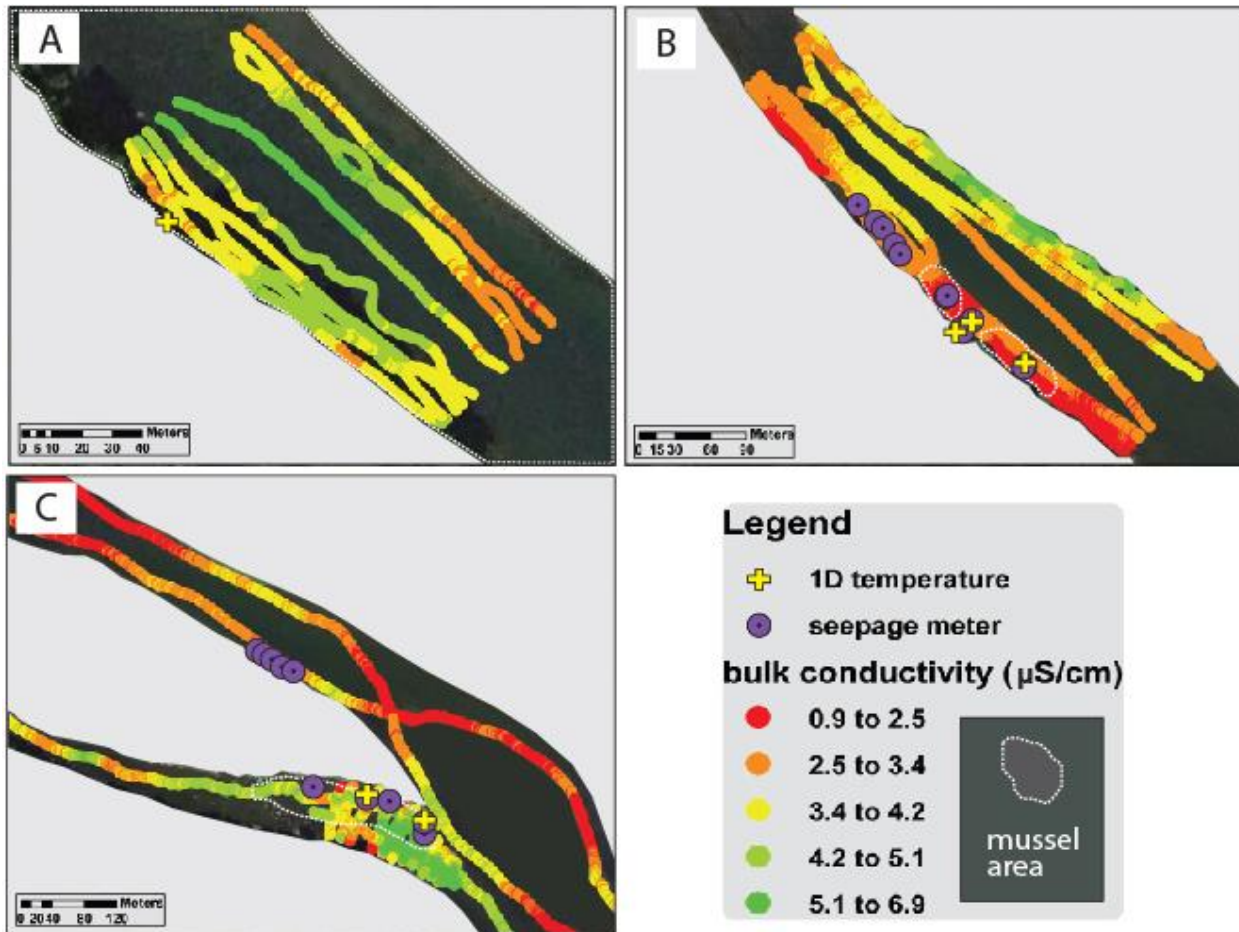 A
Meters
0 5 10 20 30 40
B
Meters
0 15 30 60 90
C
Meters
0 20 40 80 120
Legend
1D temperature
seepage meter
bulk conductivity (µS/cm)
0.9 to 2.5
2.5 to 3.4
3.4 to 4.2
4.2 to 5.1
5.1 to 6.9
mussel
area